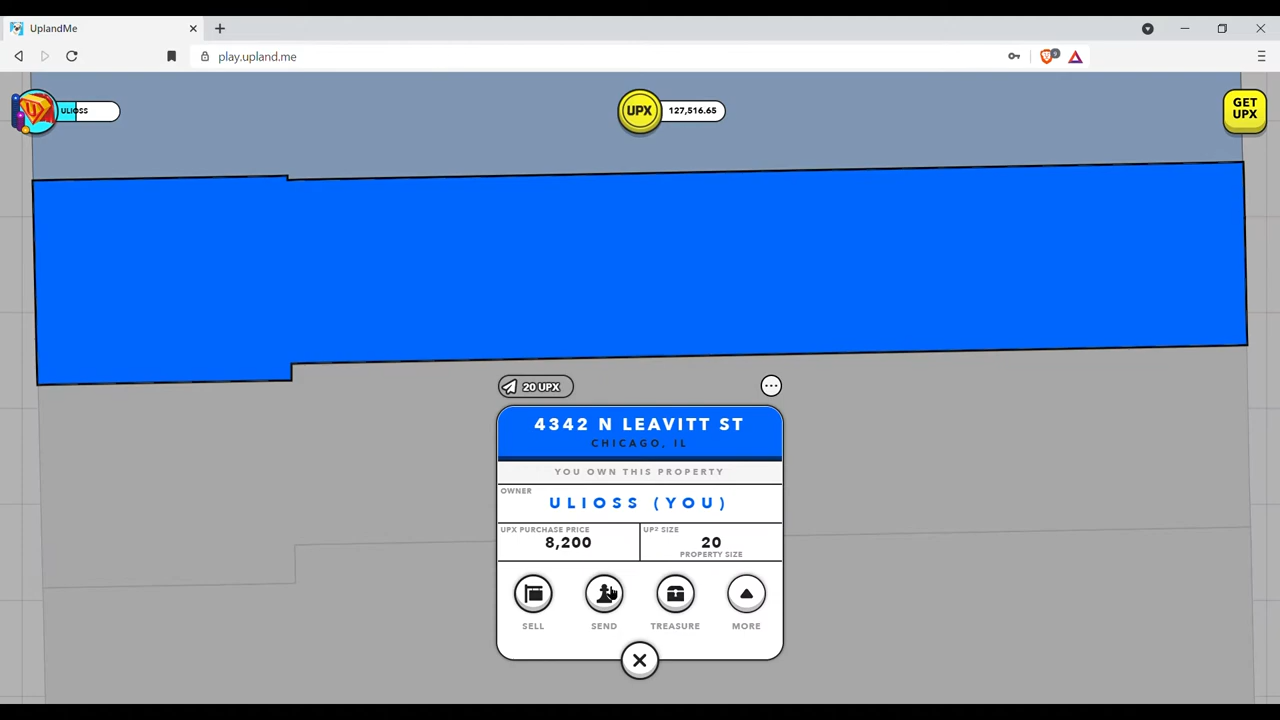 UplandMe
play.upland.me
9
ULIOSS
UPX
127,516.65
GET
UPX
20 UPX
4342 N LEAVITT ST
CHICAGO, IL
YOU OWN THIS PROPERTY
OWNER
ULIOSS (YOU)
UPX PURCHASE PRICE
8,200
UP² SIZE
20
PROPERTY SIZE
SELL
SEND
TREASURE
MORE